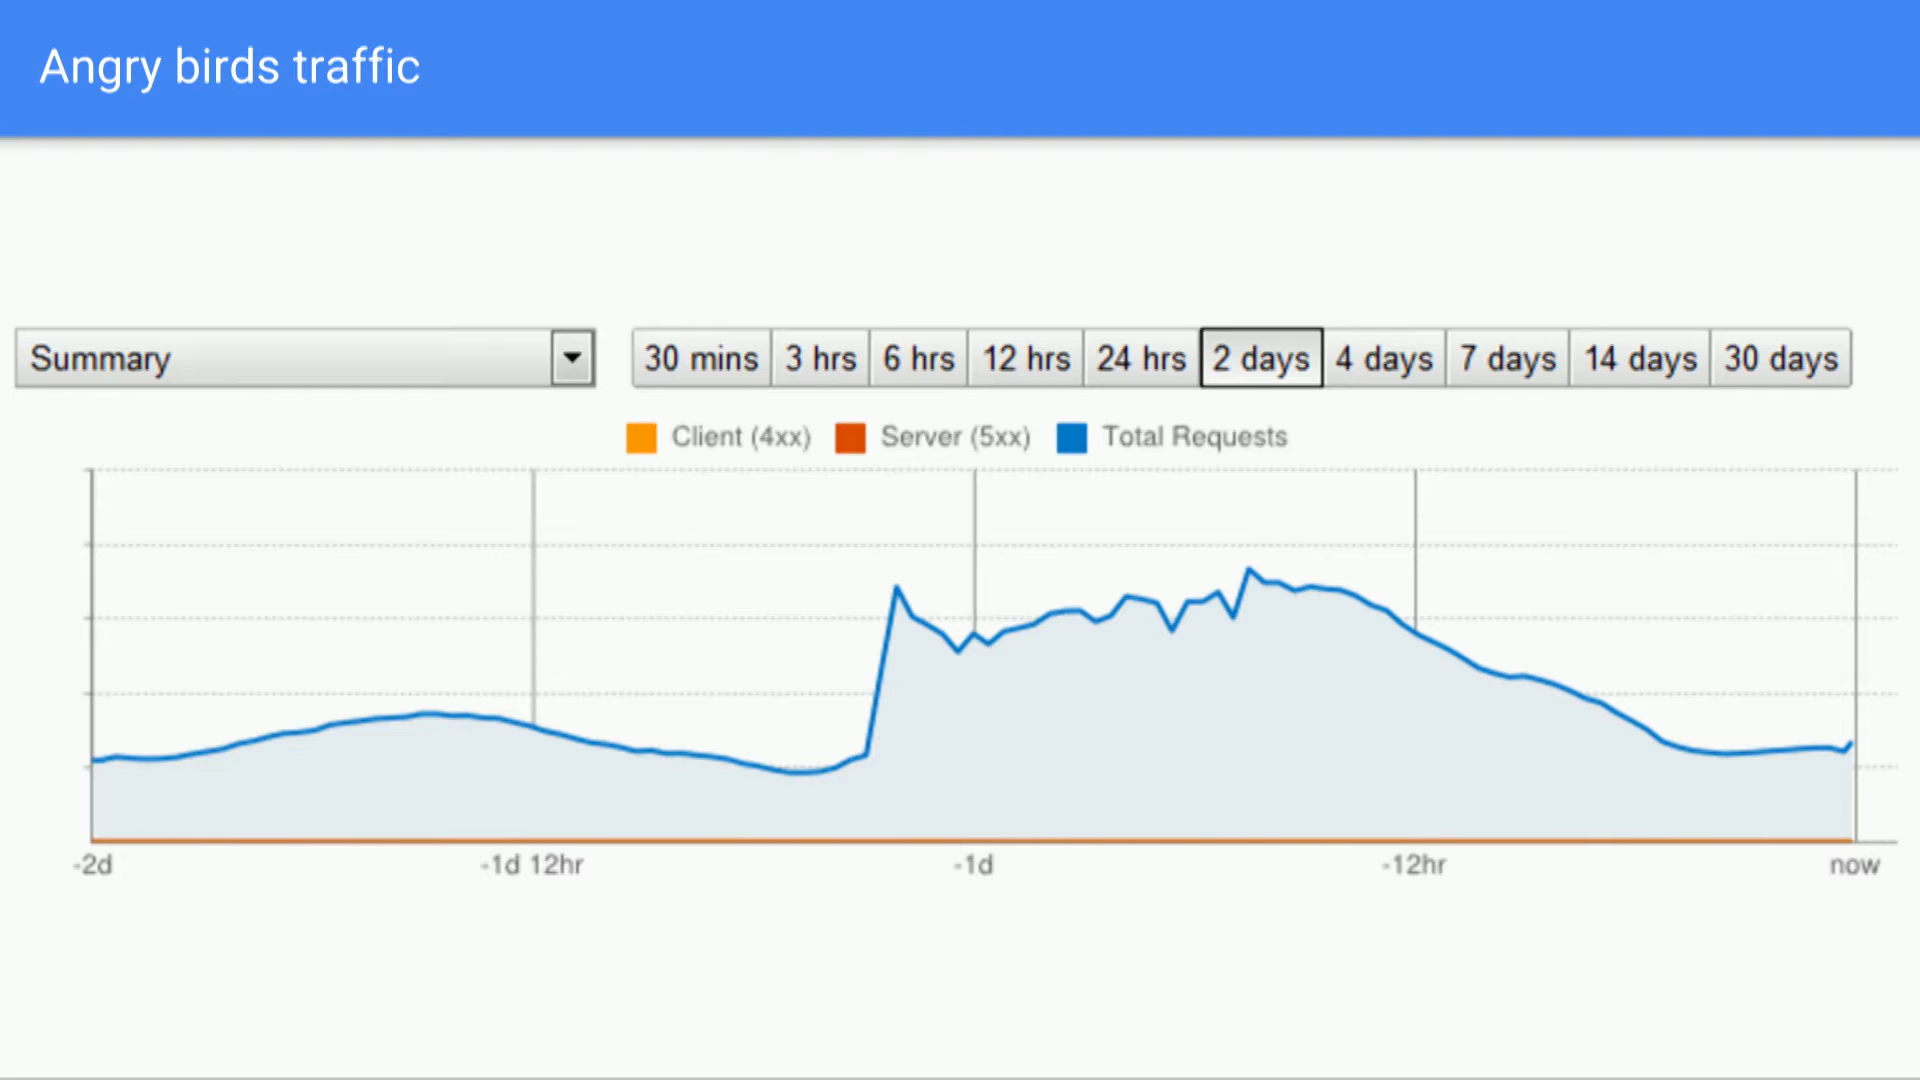 Angry birds traffic
Summary
30 mins 3 hrs 6 hrs 12 hrs 24 hrs 2 days 4 days 7 days 14 days 30 days
Client (4xx) Server (5xx) Total Requests
-2d -1d 12hr -1d -12hr now